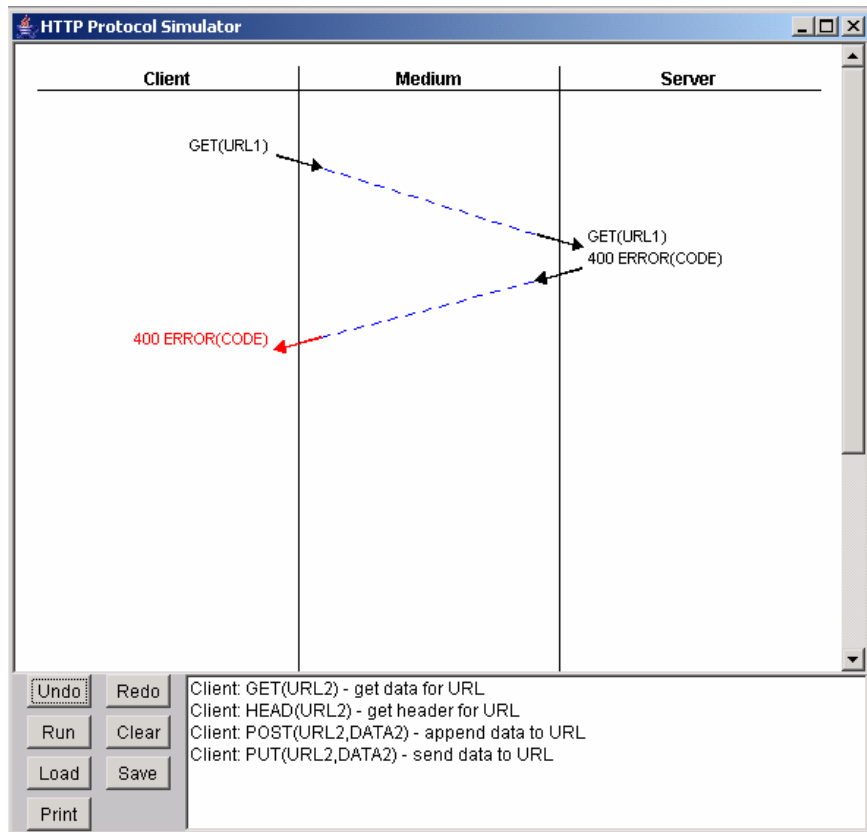 HTTP Protocol Simulator
Client Medium Server
GET(URL1)
GET(URL1)
400 ERROR(CODE)
400 ERROR(CODE)
Undo Redo
Run Clear
Load Save
Print
Client: GET(URL2) - get data for URL
Client: HEAD(URL2) - get header for URL
Client: POST(URL2,DATA2) - append data to URL
Client: PUT(URL2,DATA2) - send data to URL